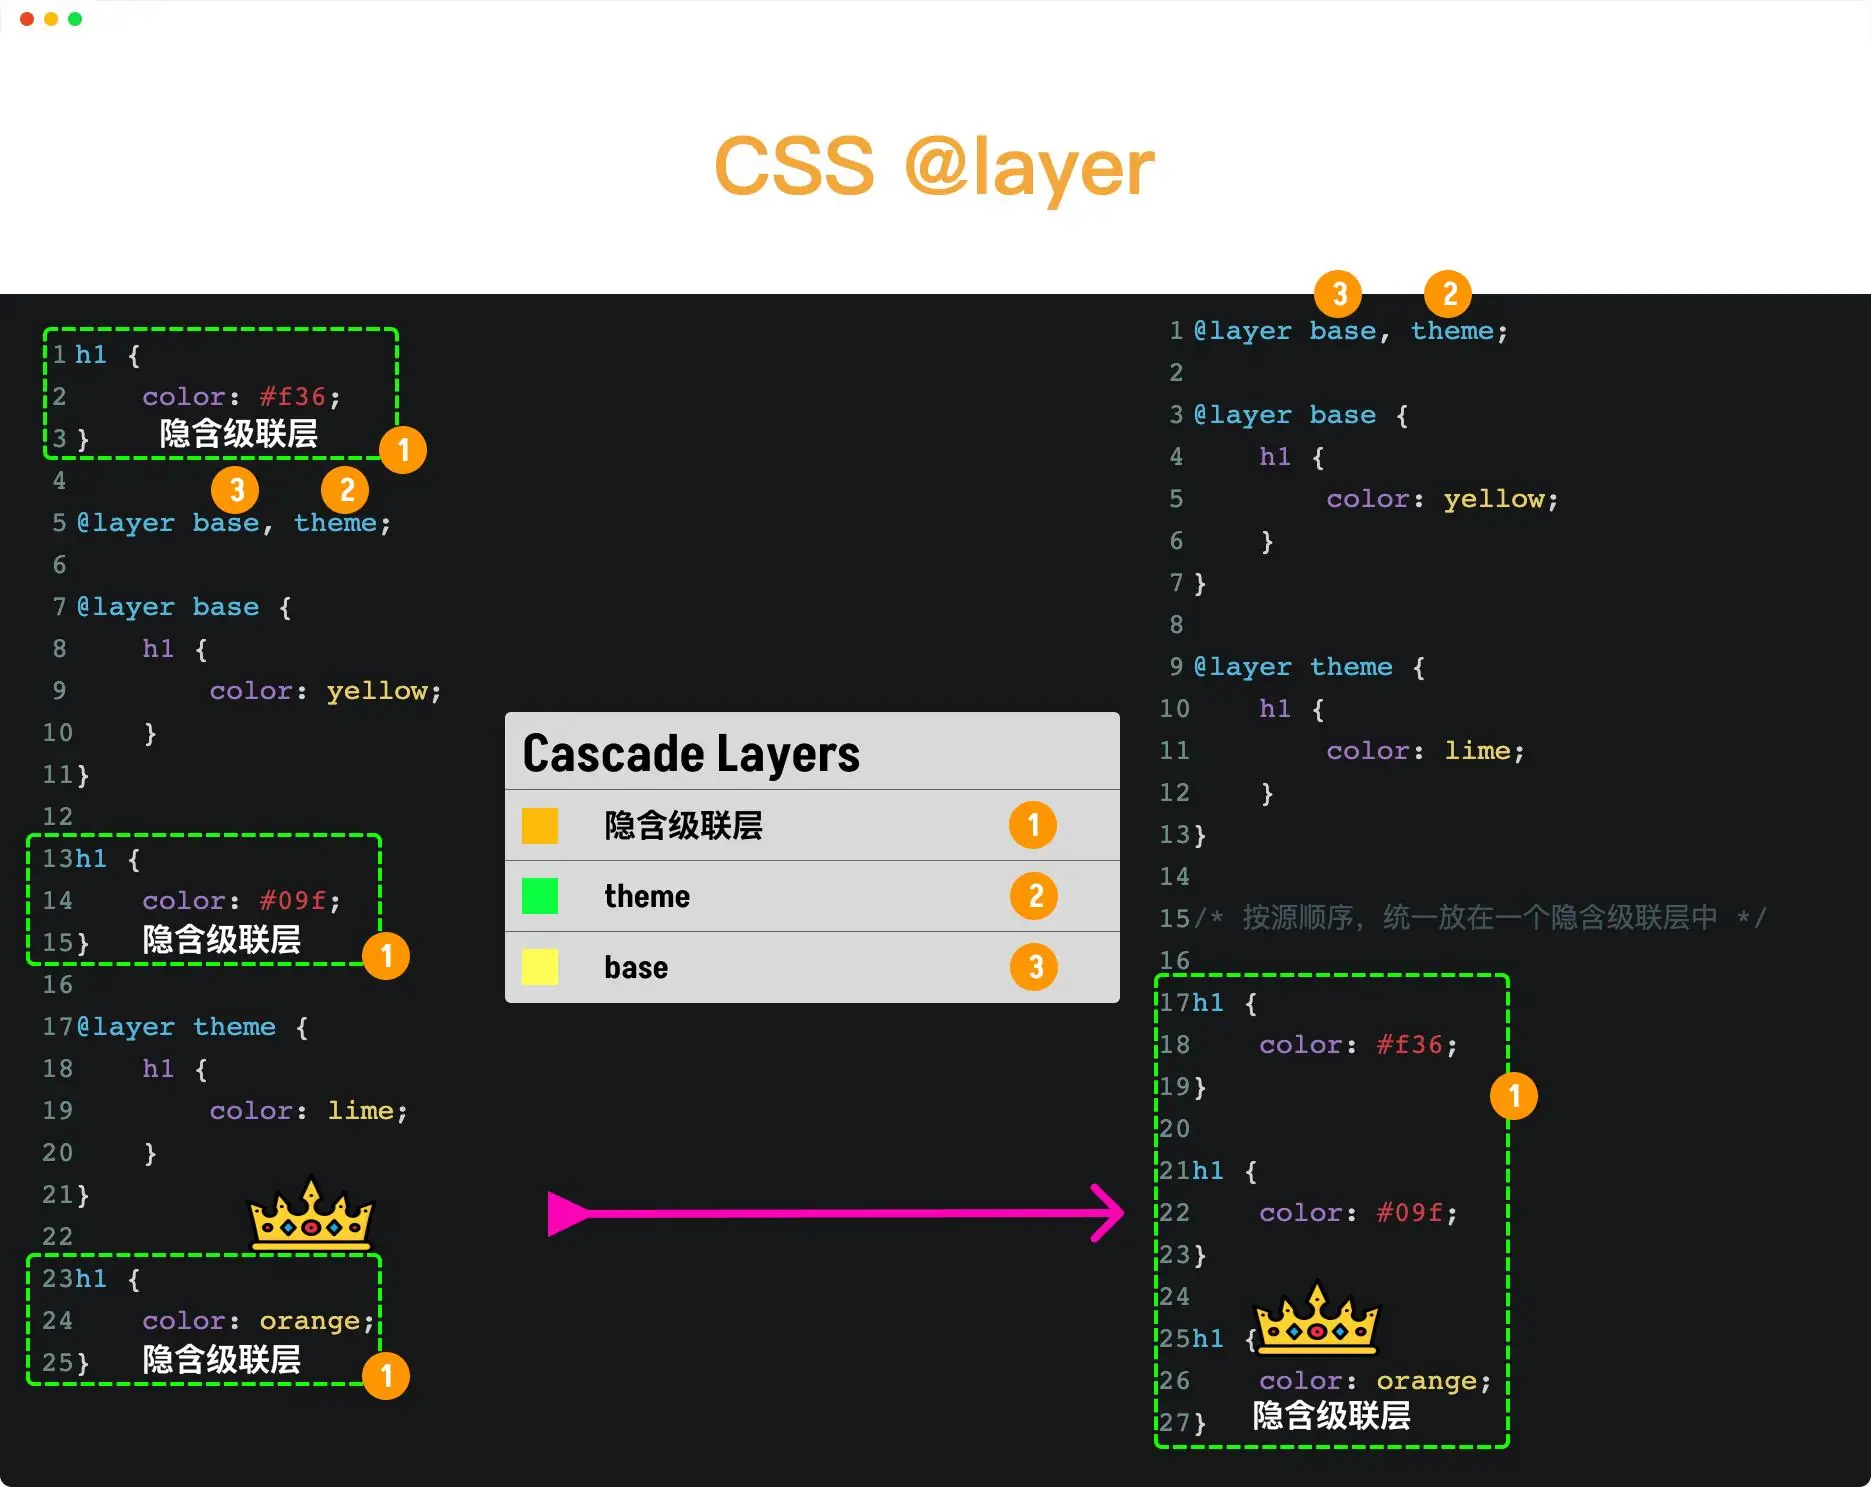 CSS @layer
1 h1 {
2 color: #f36;
3 } 隐含级联层
1
4
3 2
5 @layer base, theme;
6
7 @layer base {
8 h1 {
9 color: yellow;
10 }
11 }
12
13 h1 {
14 color: #09f;
15 } 隐含级联层
1
16
17 @layer theme {
18 h1 {
19 color: lime;
20 }
21 }
22
23 h1 {
24 color: orange;
25 } 隐含级联层
1
Cascade Layers
隐含级联层 1
theme 2
base 3
3 2
1 @layer base, theme;
2
3 @layer base {
4 h1 {
5 color: yellow;
6 }
7 }
8
9 @layer theme {
10 h1 {
11 color: lime;
12 }
13 }
14
15 /* 按源顺序，统一放在一个隐含级联层中 */
16
17 h1 {
18 color: #f36;
19 }
1
20
21 h1 {
22 color: #09f;
23 }
24
25 h1 {
26 color: orange;
27 } 隐含级联层